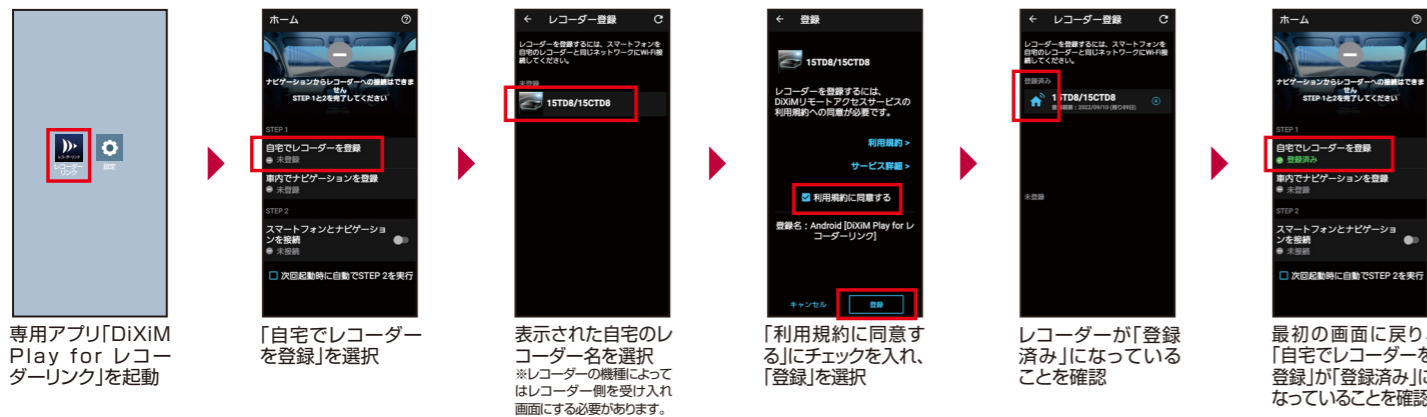 レコーダー
リンク
設定
専用アプリ「DiXiM
Play for レコー
ダーリンク」を起動
ホーム
ナビゲーションからレコーダーへの接続はできま
せん
STEP 1と2を完了してください
STEP 1
自宅でレコーダーを登録
未登録
車内でナビゲーションを登録
未登録
STEP 2
スマートフォンとナビゲーショ
ンを接続
未接続
次回起動時に自動でSTEP 2を実行
「自宅でレコーダー
を登録」を選択
レコーダー登録
レコーダーを登録するには、スマートフォンを
自宅のレコーダーと同じネットワークにWi-Fi接
続してください。
未登録
15TD8/15CTD8
表示された自宅のレ
コーダー名を選択
※レコーダーの機種によって
はレコーダー側を受け入れ
画面にする必要があります。
登録
15TD8/15CTD8
レコーダーを登録するには、
DiXiMリモートアクセスサービスの
利用規約への同意が必要です。
利用規約 >
サービス詳細 >
利用規約に同意する
登録名：Android [DiXiM Play for レ
コーダーリンク]
キャンセル
登録
「利用規約に同意す
る」にチェックを入れ、
「登録」を選択
レコーダー登録
レコーダーを登録するには、スマートフォンを
自宅のレコーダーと同じネットワークにWi-Fi接
続してください。
登録済み
15TD8/15CTD8
未登録
レコーダーが「登録
済み」になっている
ことを確認
ホーム
ナビゲーションからレコーダーへの接続はできま
せん
STEP 1と2を完了してください
STEP 1
自宅でレコーダーを登録
登録済み
車内でナビゲーションを登録
未登録
STEP 2
スマートフォンとナビゲーショ
ンを接続
未接続
次回起動時に自動でSTEP 2を実行
最初の画面に戻り、
「自宅でレコーダーを
登録」が「登録済み」に
なっていることを確認